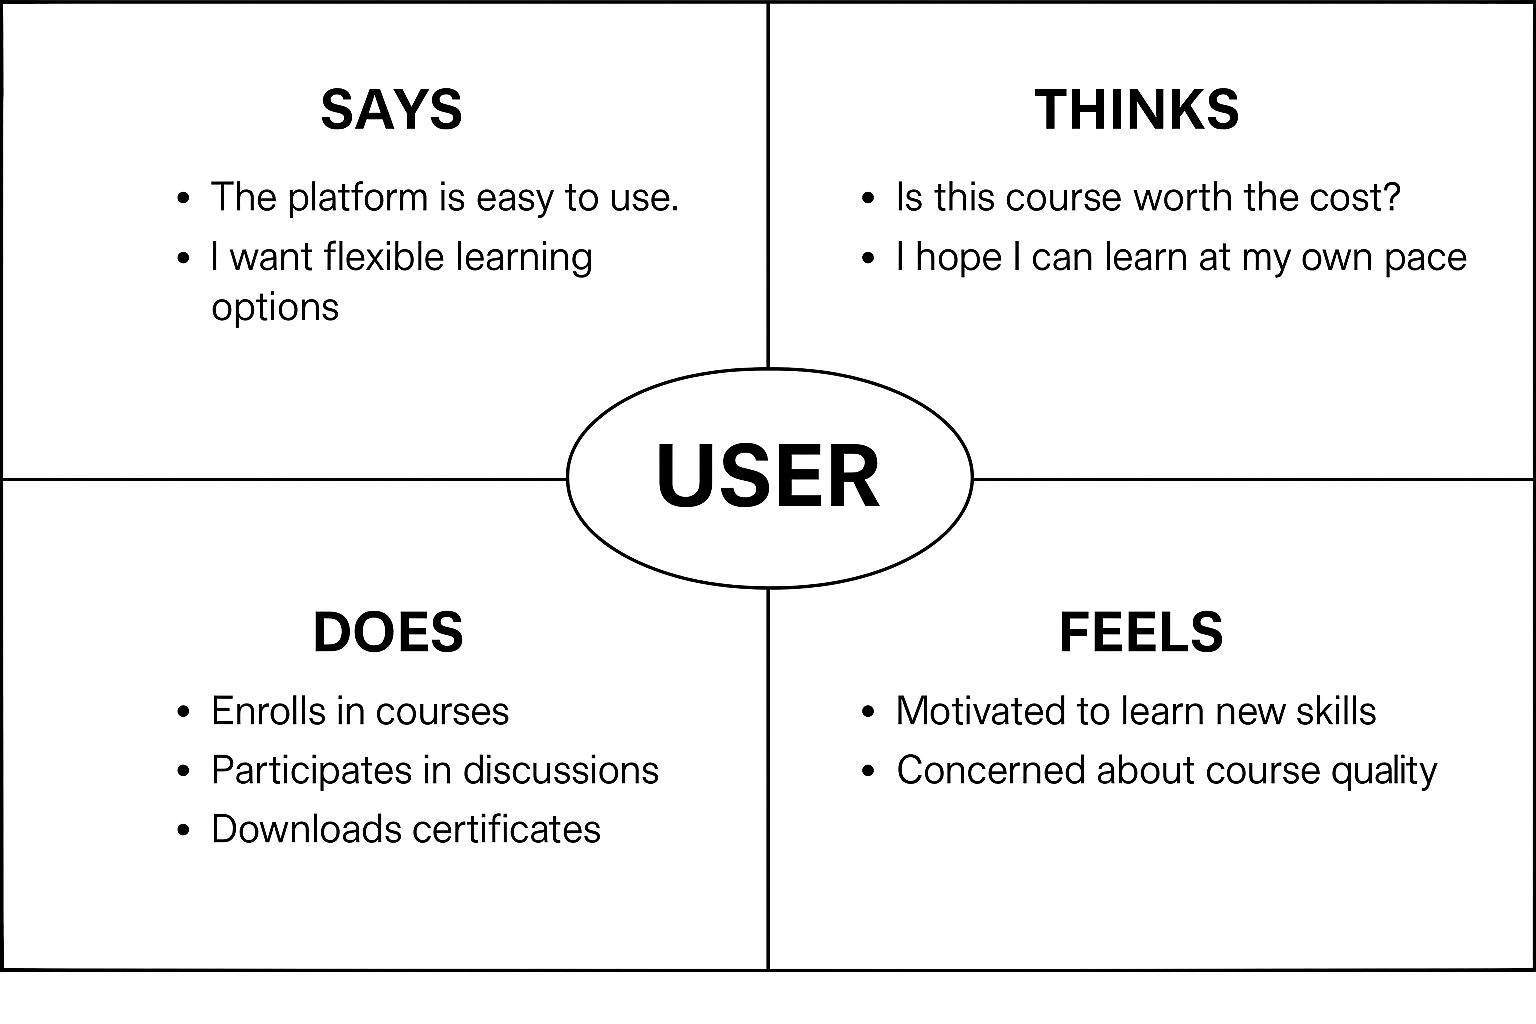 SAYS
• The platform is easy to use.
• I want flexible learning
options
THINKS
• Is this course worth the cost?
• I hope I can learn at my own pace
USER
DOES
• Enrolls in courses
• Participates in discussions
• Downloads certificates
FEELS
• Motivated to learn new skills
• Concerned about course quality